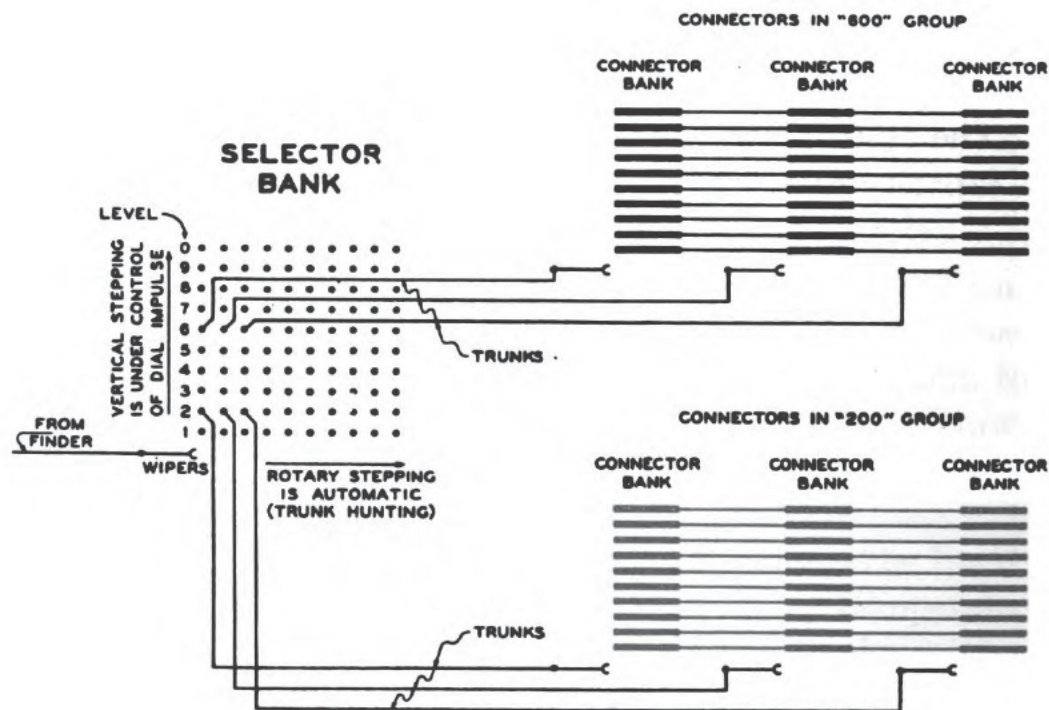 CONNECTORS IN "600" GROUP
CONNECTOR BANK
CONNECTOR BANK
CONNECTOR BANK
SELECTOR
BANK
LEVEL
0
9
8
7
6
5
4
3
2
1
VERTICAL STEPPING
IS UNDER CONTROL
OF DIAL IMPULSE
TRUNKS
FROM
FINDER
WIPERS
ROTARY STEPPING
IS AUTOMATIC
(TRUNK HUNTING)
CONNECTORS IN "200" GROUP
CONNECTOR BANK
CONNECTOR BANK
CONNECTOR BANK
TRUNKS